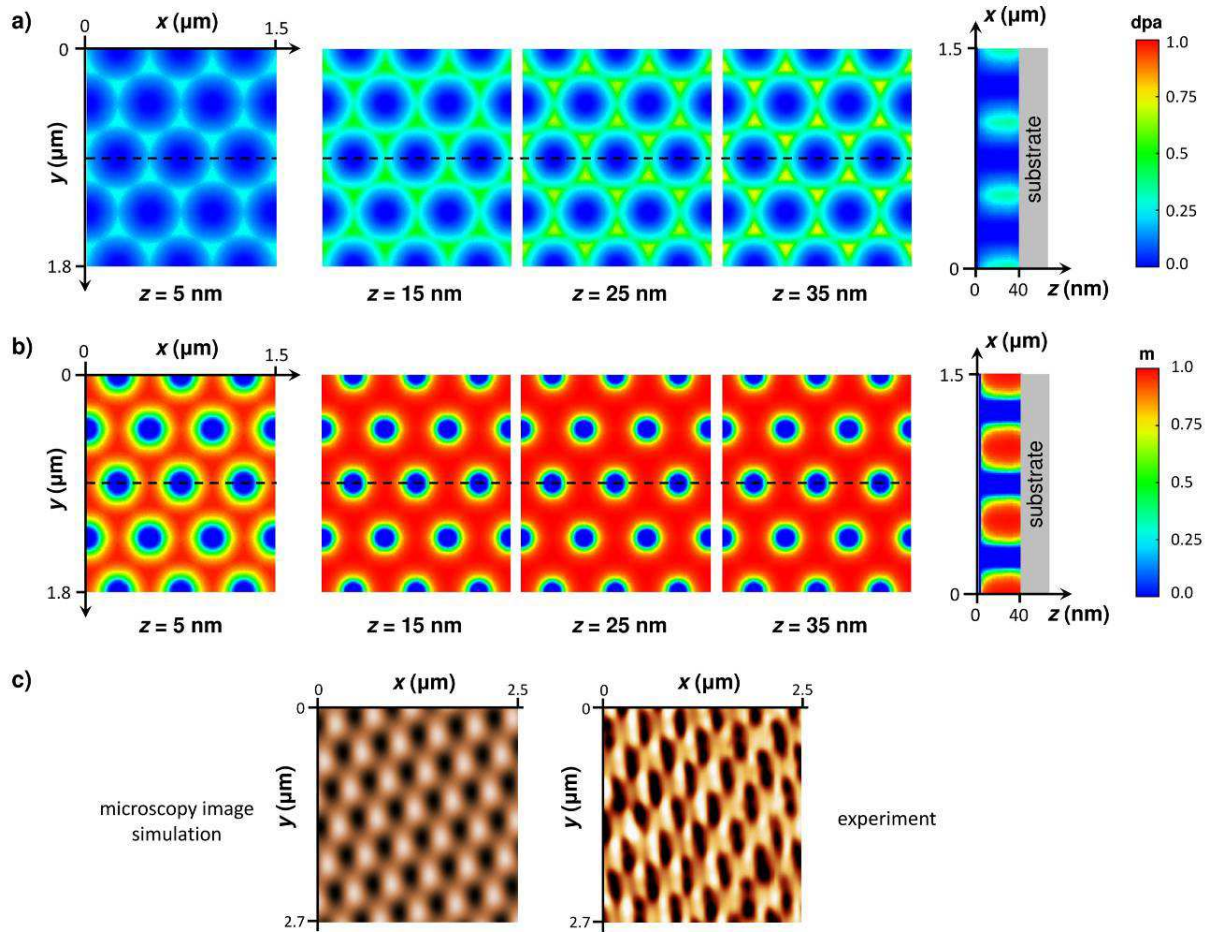 a)
x (µm)
0
1.5
0
y (µm)
1.8
z = 5 nm
z = 15 nm
z = 25 nm
z = 35 nm
x (µm)
1.5
0
substrate
0
40
z (nm)
dpa
1.0
0.75
0.50
0.25
0.0
b)
x (µm)
0
1.5
0
y (µm)
1.8
z = 5 nm
z = 15 nm
z = 25 nm
z = 35 nm
x (µm)
1.5
0
substrate
0
40
z (nm)
m
1.0
0.75
0.50
0.25
0.0
c)
microscopy image
simulation
x (µm)
0
2.5
0
y (µm)
2.7
x (µm)
0
2.5
0
y (µm)
2.7
experiment